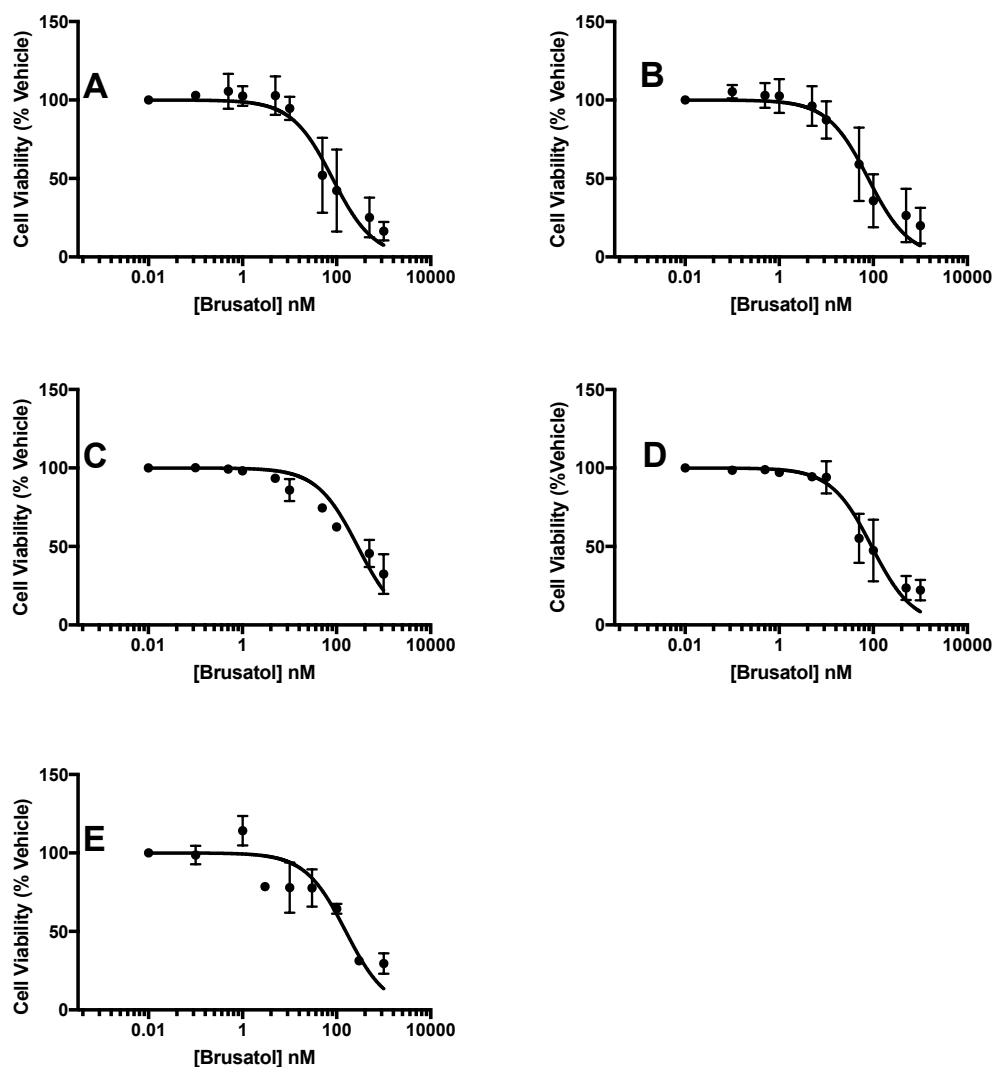 150
100
50
0
A
Cell Viability (% Vehicle)
0.01 1 100 10000
[Brusatol] nM
150
100
50
0
B
Cell Viability (% Vehicle)
0.01 1 100 10000
[Brusatol] nM
150
100
50
0
C
Cell Viability (% Vehicle)
0.01 1 100 10000
[Brusatol] nM
150
100
50
0
D
Cell Viability (%Vehicle)
0.01 1 100 10000
[Brusatol] nM
150
100
50
0
E
Cell Viability (% Vehicle)
0.01 1 100 10000
[Brusatol] nM